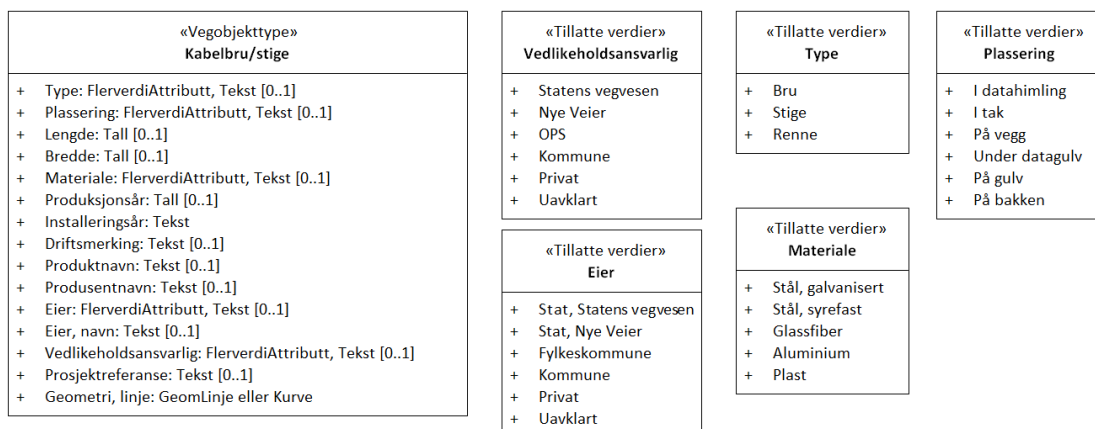 «Vegobjekttype»
Kabelbru/stige
+ Type: FlerverdiAttributt, Tekst [0..1]
+ Plassering: FlerverdiAttributt, Tekst [0..1]
+ Lengde: Tall [0..1]
+ Bredde: Tall [0..1]
+ Materiale: FlerverdiAttributt, Tekst [0..1]
+ Produksjonsår: Tall [0..1]
+ Installeringsår: Tekst
+ Driftsmerking: Tekst [0..1]
+ Produktnavn: Tekst [0..1]
+ Produsentnavn: Tekst [0..1]
+ Eier: FlerverdiAttributt, Tekst [0..1]
+ Eier, navn: Tekst [0..1]
+ Vedlikeholdsansvarlig: FlerverdiAttributt, Tekst [0..1]
+ Prosjektreferanse: Tekst [0..1]
+ Geometri, linje: GeomLinje eller Kurve
«Tillatte verdier»
Vedlikeholdsansvarlig
+ Statens vegvesen
+ Nye Veier
+ OPS
+ Kommune
+ Privat
+ Uavklart
«Tillatte verdier»
Eier
+ Stat, Statens vegvesen
+ Stat, Nye Veier
+ Fylkeskommune
+ Kommune
+ Privat
+ Uavklart
«Tillatte verdier»
Type
+ Bru
+ Stige
+ Renne
«Tillatte verdier»
Materiale
+ Stål, galvanisert
+ Stål, syrefast
+ Glassfiber
+ Aluminium
+ Plast
«Tillatte verdier»
Plassering
+ I datahimling
+ I tak
+ På vegg
+ Under datagulv
+ På gulv
+ På bakken